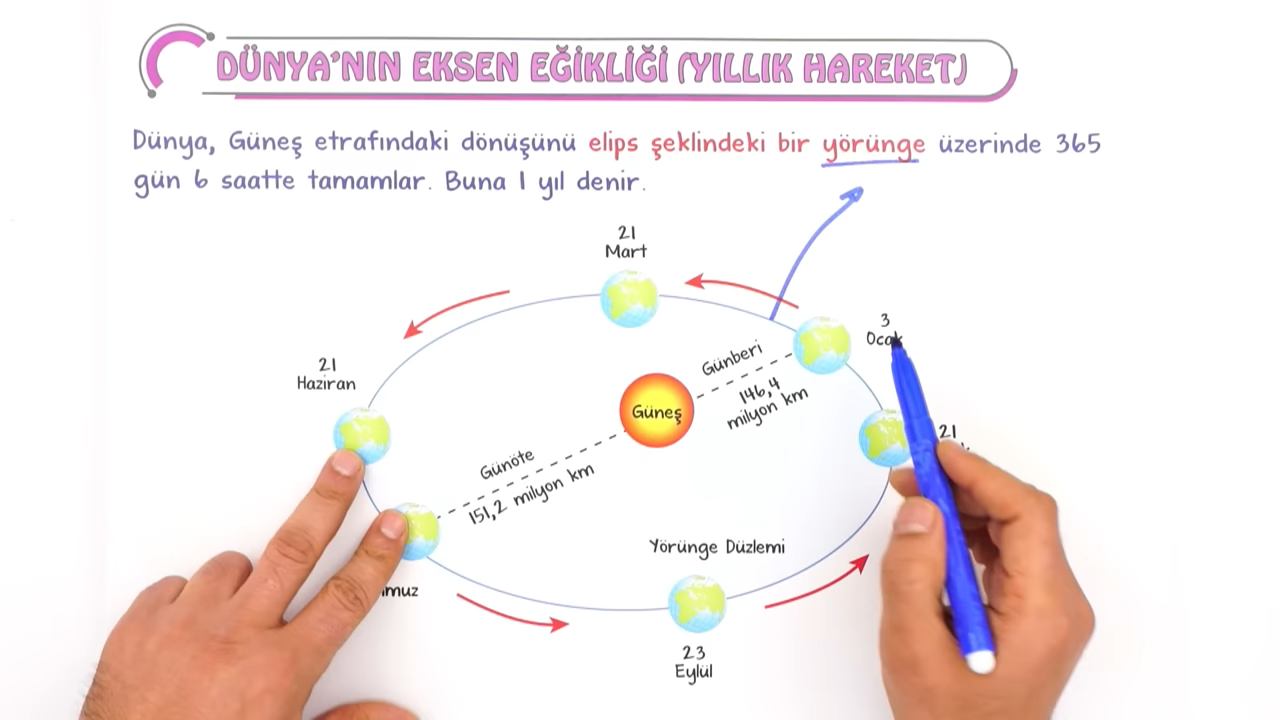 DÜNYA'NIN EKSEN EĞİKLİĞİ (YILLIK HAREKET)
Dünya, Güneş etrafındaki dönüşünü elips şeklindeki bir yörünge üzerinde 365
gün 6 saatte tamamlar. Buna 1 yıl denir.
21
Mart
3
Ocak
21
Haziran
Günberi
146,4
milyon km
Güneş
21
Günöte
151,2 milyon km
Yörünge Düzlemi
23
Eylül